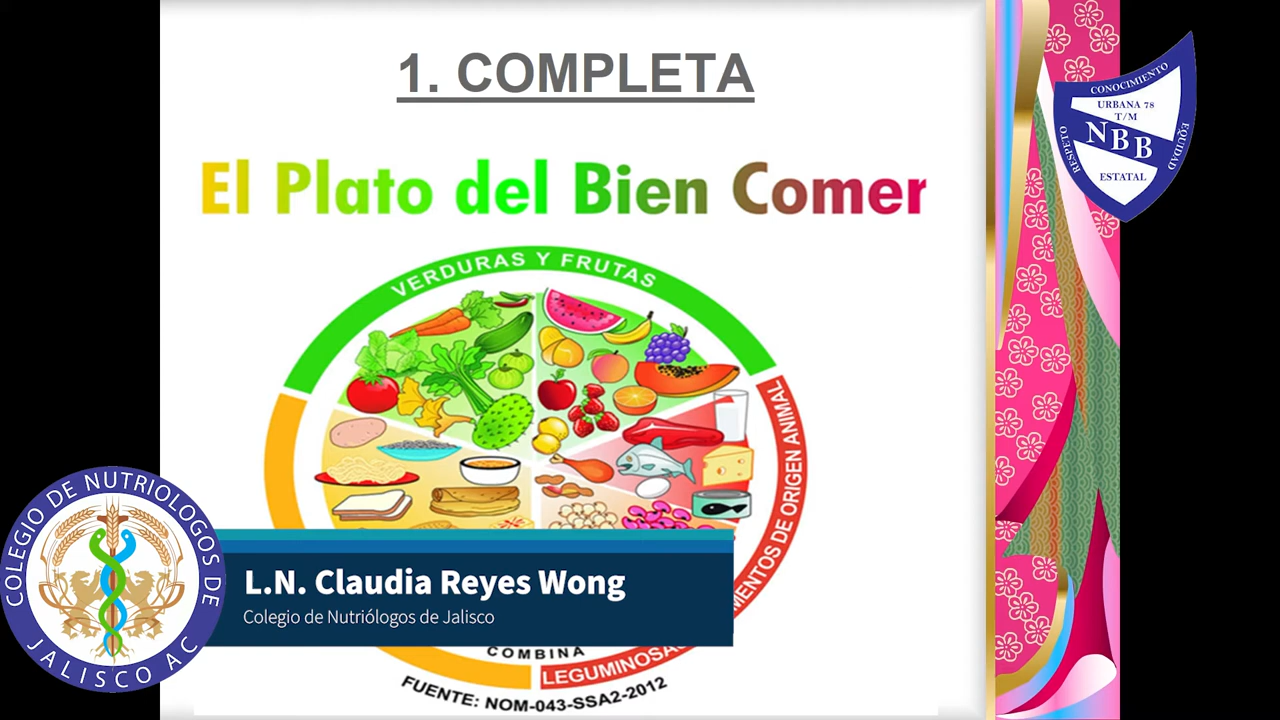 1. COMPLETA
El Plato del Bien Comer
VERDURAS Y FRUTAS
MENTOS DE ORIGEN ANIMAL
LEGUMINOSA
COMBINA
FUENTE: NOM-043-SSA2-2012
L.N. Claudia Reyes Wong
Colegio de Nutriólogos de Jalisco
COLEGIO DE NUTRIOLOGOS DE
JALISCO AC
CONOCIMIENTO
URBANA 78
T/M
RESPETO
NBB
EQUIDAD
ESTATAL